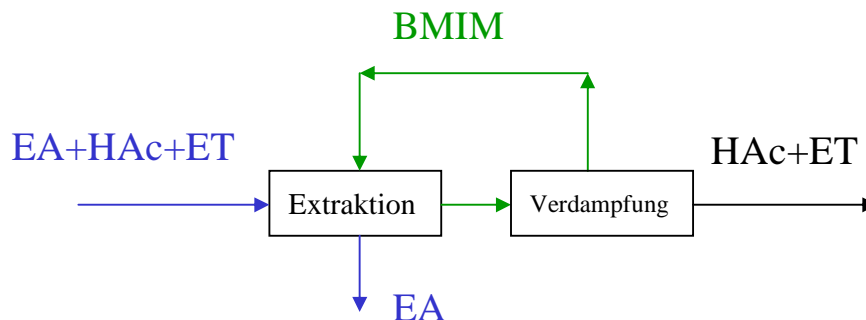 BMIM
EA+HAc+ET
HAc+ET
Extraktion
Verdampfung
EA